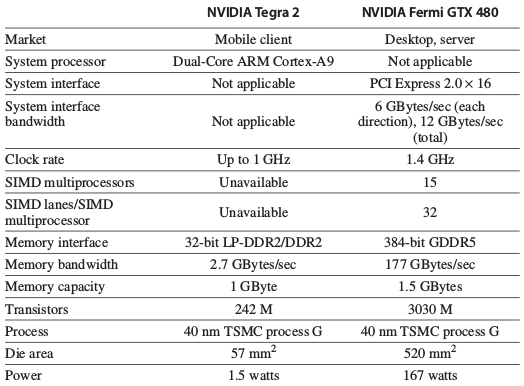 NVIDIA Tegra 2 NVIDIA Fermi GTX 480
Market Mobile client Desktop, server
System processor Dual-Core ARM Cortex-A9 Not applicable
System interface Not applicable PCI Express 2.0 × 16
System interface bandwidth Not applicable 6 GBytes/sec (each direction), 12 GBytes/sec (total)
Clock rate Up to 1 GHz 1.4 GHz
SIMD multiprocessors Unavailable 15
SIMD lanes/SIMD multiprocessor Unavailable 32
Memory interface 32-bit LP-DDR2/DDR2 384-bit GDDR5
Memory bandwidth 2.7 GBytes/sec 177 GBytes/sec
Memory capacity 1 GByte 1.5 GBytes
Transistors 242 M 3030 M
Process 40 nm TSMC process G 40 nm TSMC process G
Die area 57 mm² 520 mm²
Power 1.5 watts 167 watts